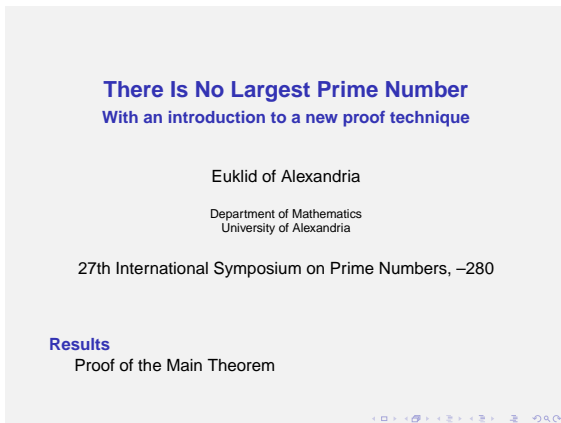 There Is No Largest Prime Number
With an introduction to a new proof technique
Euklid of Alexandria
Department of Mathematics
University of Alexandria
27th International Symposium on Prime Numbers, –280
Results
Proof of the Main Theorem